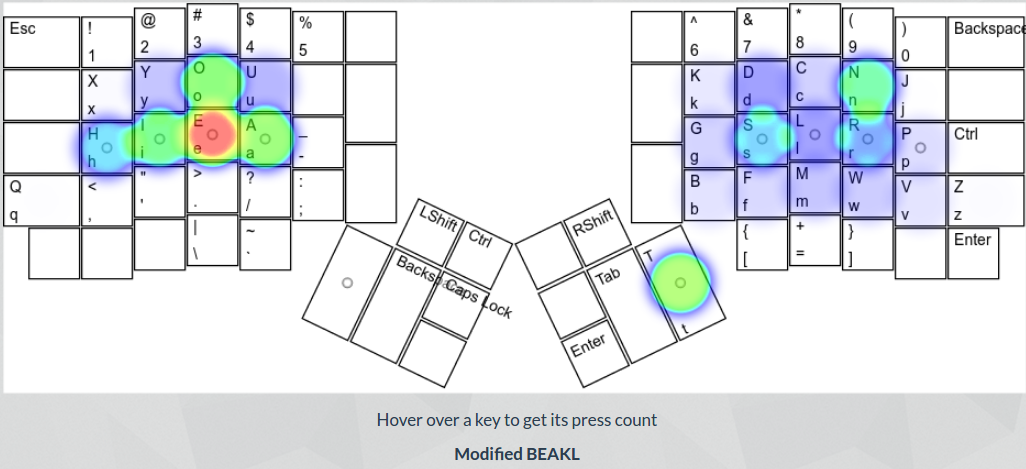 Esc ! @ # $ % ^ & * ( ) Backspace
1 2 3 4 5 6 7 8 9 0
X Y O U K D C N J
x y o u k d c n j
H I E A _ G S L R P Ctrl
h i e a - g s l r p
Q < " > ? : B F M W V Z
q , ' . / ; b f m w v z
| ~ { + } Enter
\ ` [ = ]
LShift Ctrl RShift
Caps Lock Tab T
Enter t
Hover over a key to get its press count
Modified BEAKL